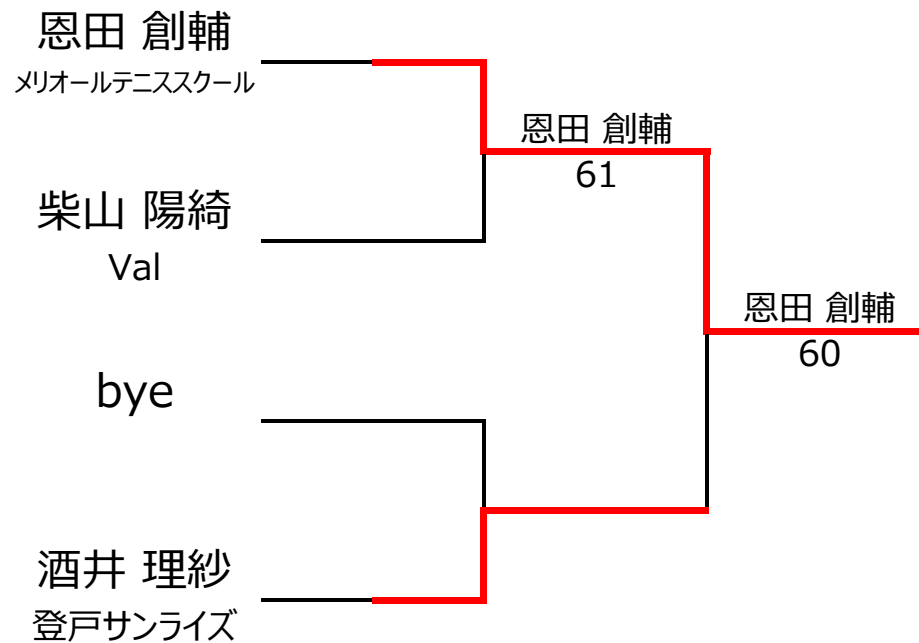 恩田 創輔
メリオールテニススクール
恩田 創輔
61
柴山 陽綺
Val
恩田 創輔
60
bye
酒井 理紗
登戸サンライズ